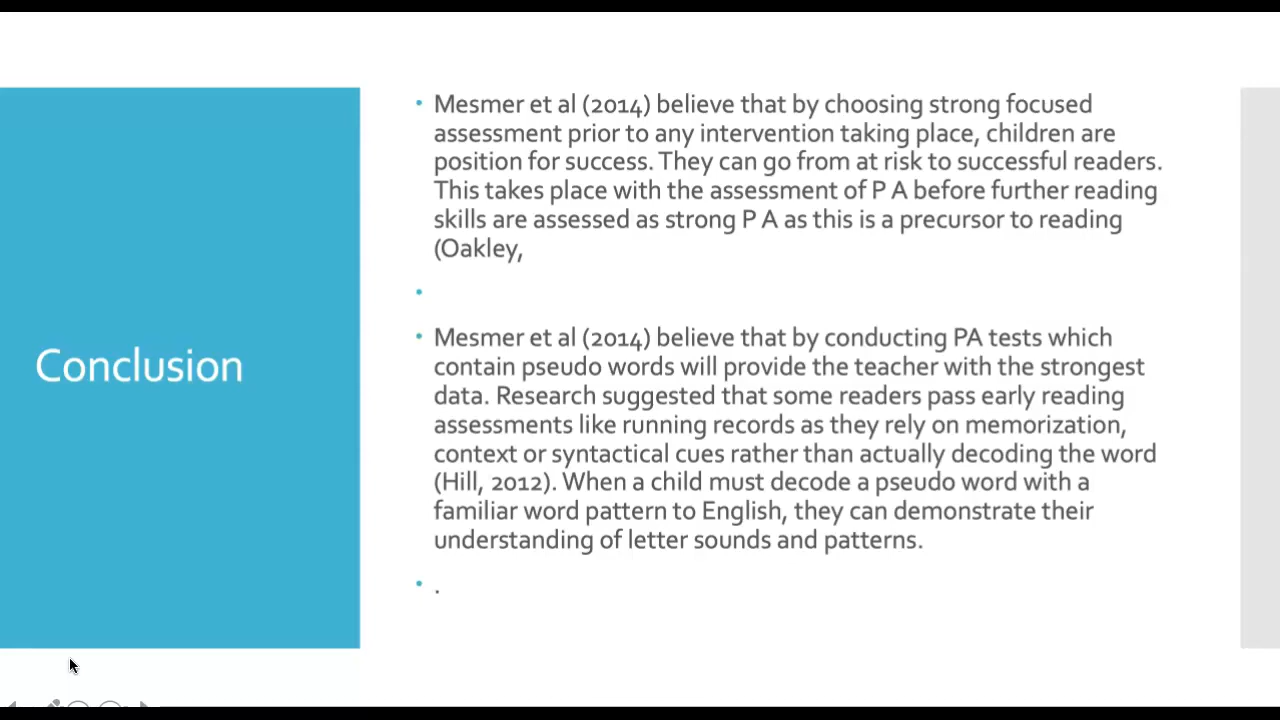 Conclusion
Mesmer et al (2014) believe that by choosing strong focused
assessment prior to any intervention taking place, children are
position for success. They can go from at risk to successful readers.
This takes place with the assessment of P A before further reading
skills are assessed as strong P A as this is a precursor to reading
(Oakley,
Mesmer et al (2014) believe that by conducting PA tests which
contain pseudo words will provide the teacher with the strongest
data. Research suggested that some readers pass early reading
assessments like running records as they rely on memorization,
context or syntactical cues rather than actually decoding the word
(Hill, 2012). When a child must decode a pseudo word with a
familiar word pattern to English, they can demonstrate their
understanding of letter sounds and patterns.
.